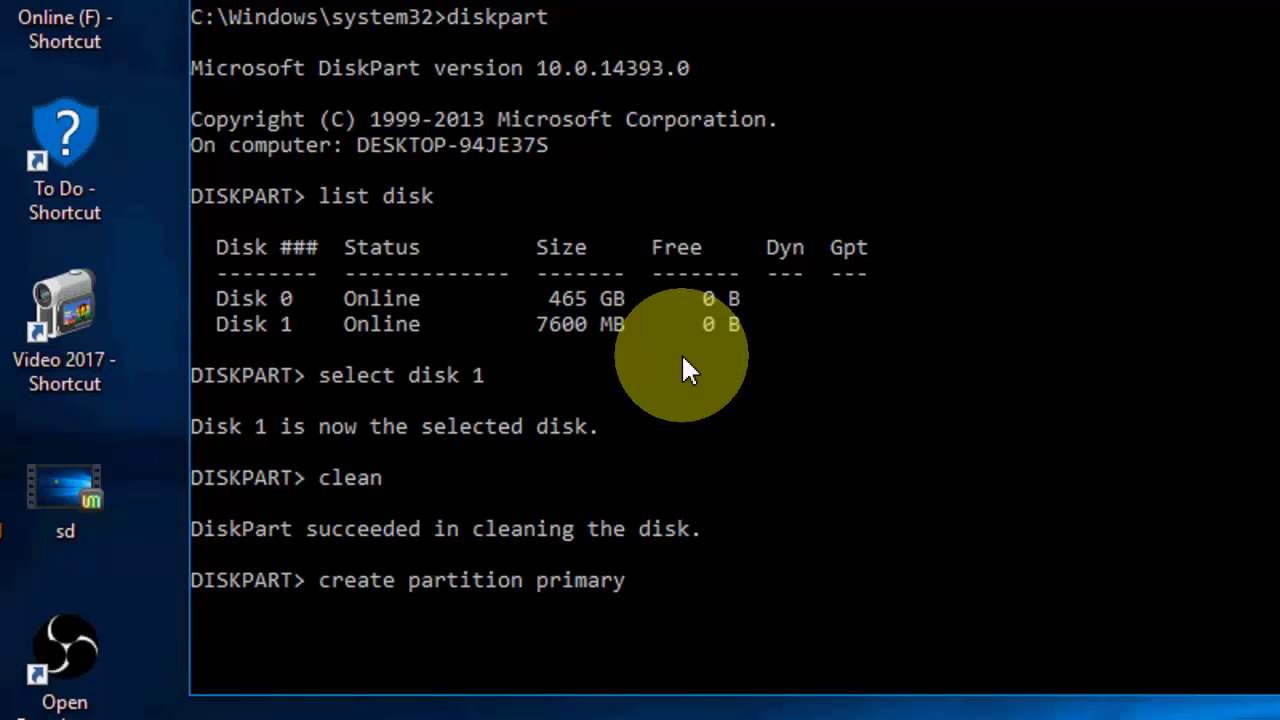 Online (F) -
Shortcut
To Do -
Shortcut
Video 2017 -
Shortcut
sd
Open
C:\Windows\system32>diskpart
Microsoft DiskPart version 10.0.14393.0
Copyright (C) 1999-2013 Microsoft Corporation.
On computer: DESKTOP-94JE37S
DISKPART> list disk
Disk ### Status Size Free Dyn Gpt
-------- ------------- ------- ------- --- ---
Disk 0 Online 465 GB 0 B
Disk 1 Online 7600 MB 0 B
DISKPART> select disk 1
Disk 1 is now the selected disk.
DISKPART> clean
DiskPart succeeded in cleaning the disk.
DISKPART> create partition primary